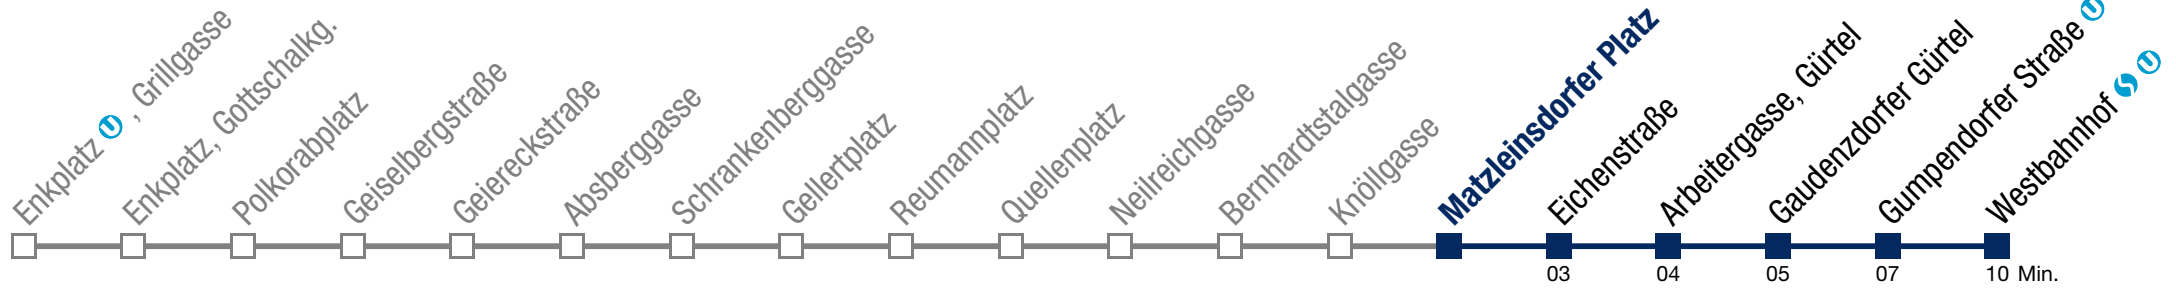 Enkplatz U, Grillgasse
Enkplatz, Gottschalkg.
Polkorabplatz
Geiselbergstraße
Geiereckstraße
Absberggasse
Schrankenberggasse
Gellertplatz
Reumannplatz
Quellenplatz
Neilreichgasse
Bernhardtstalgasse
Knöllgasse
Matzleinsdorfer Platz
Eichenstraße
Arbeitergasse, Gürtel
Gaudenzdorfer Gürtel
Gumpendorfer Straße U
Westbahnhof S U
03 04 05 07 10 Min.